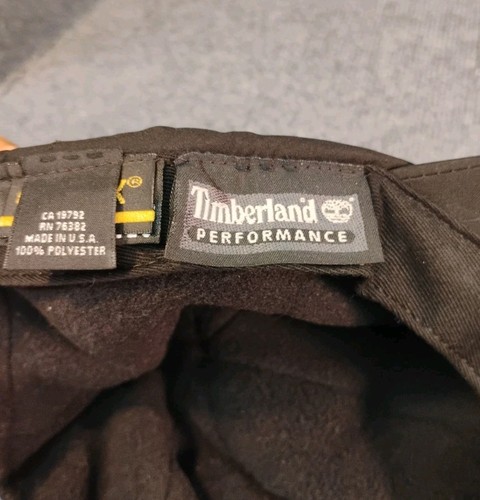 CA 19792
RN 76382
MADE IN U.S.A.
100% POLYESTER
Timberland
PERFORMANCE